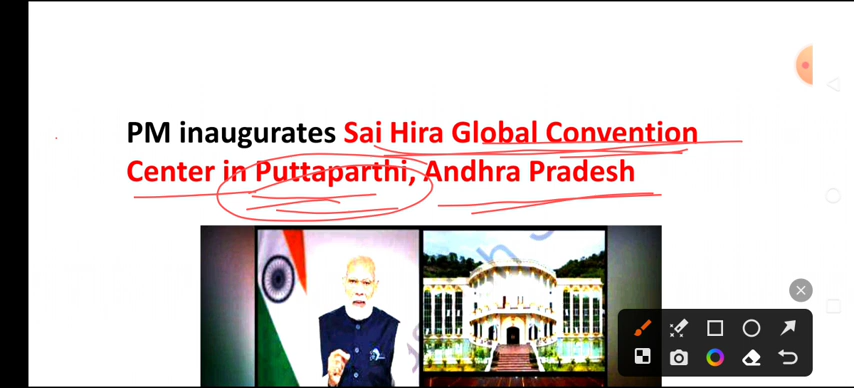 PM inaugurates Sai Hira Global Convention
Center in Puttaparthi, Andhra Pradesh